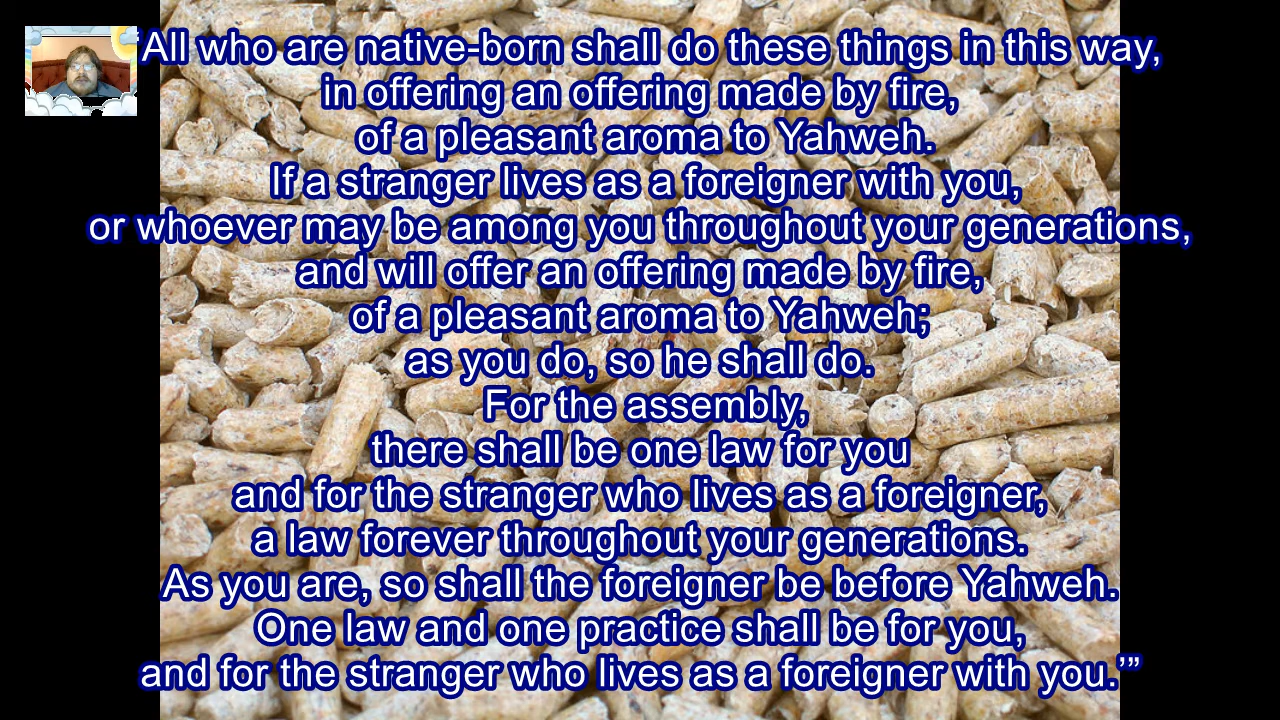 ‘All who are native-born shall do these things in this way,
in offering an offering made by fire,
of a pleasant aroma to Yahweh.
If a stranger lives as a foreigner with you,
or whoever may be among you throughout your generations,
and will offer an offering made by fire,
of a pleasant aroma to Yahweh;
as you do, so he shall do.
For the assembly,
there shall be one law for you
and for the stranger who lives as a foreigner,
a law forever throughout your generations.
As you are, so shall the foreigner be before Yahweh.
One law and one practice shall be for you,
and for the stranger who lives as a foreigner with you.’”